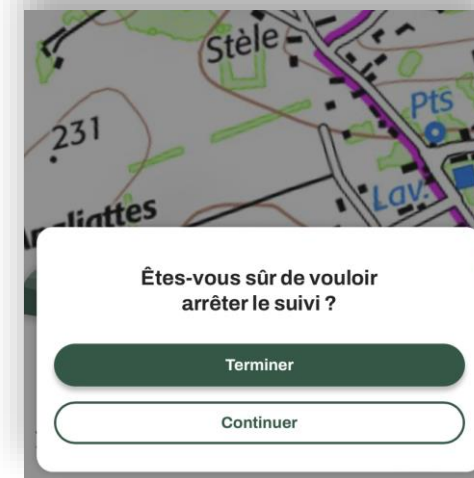 Stèle
231
Pts
Lav.
Êtes-vous sûr de vouloir
arrêter le suivi ?
Terminer
Continuer